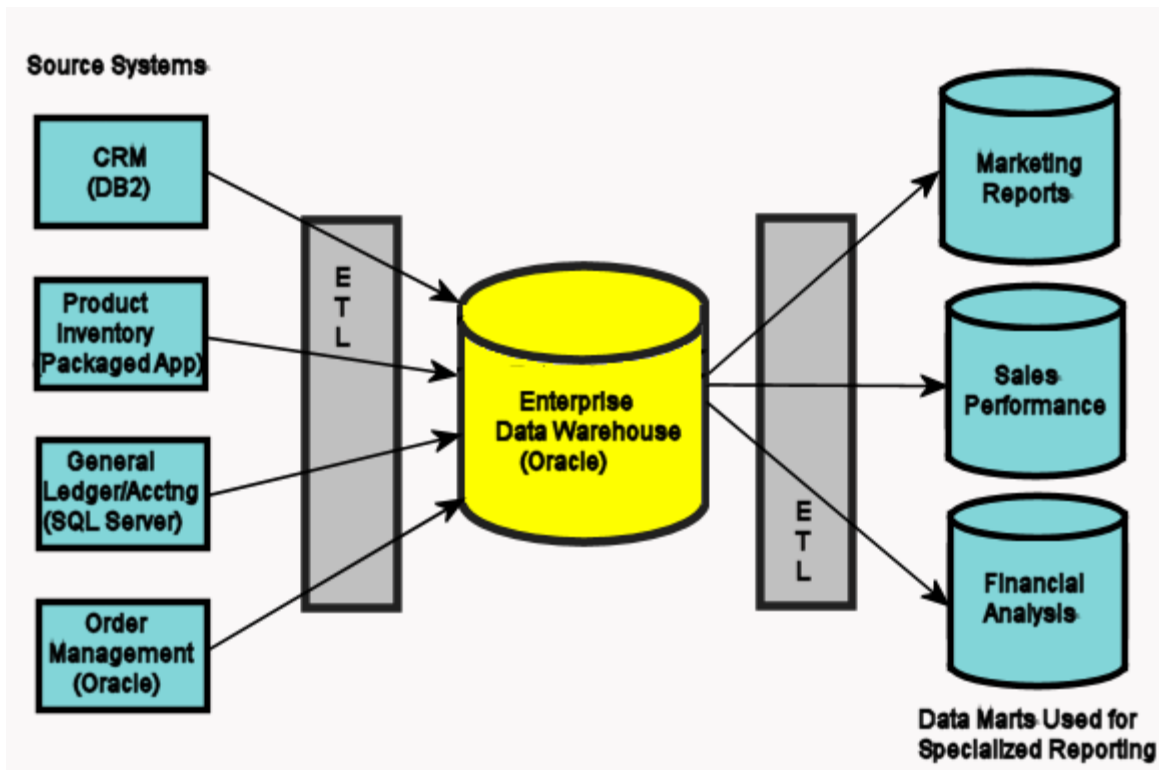 Source Systems
CRM
(DB2)
Product
Inventory
(Packaged App)
General
Ledger/Acctng
(SQL Server)
Order
Management
(Oracle)
E
T
L
Enterprise
Data Warehouse
(Oracle)
E
T
L
Marketing
Reports
Sales
Performance
Financial
Analysis
Data Marts Used for
Specialized Reporting